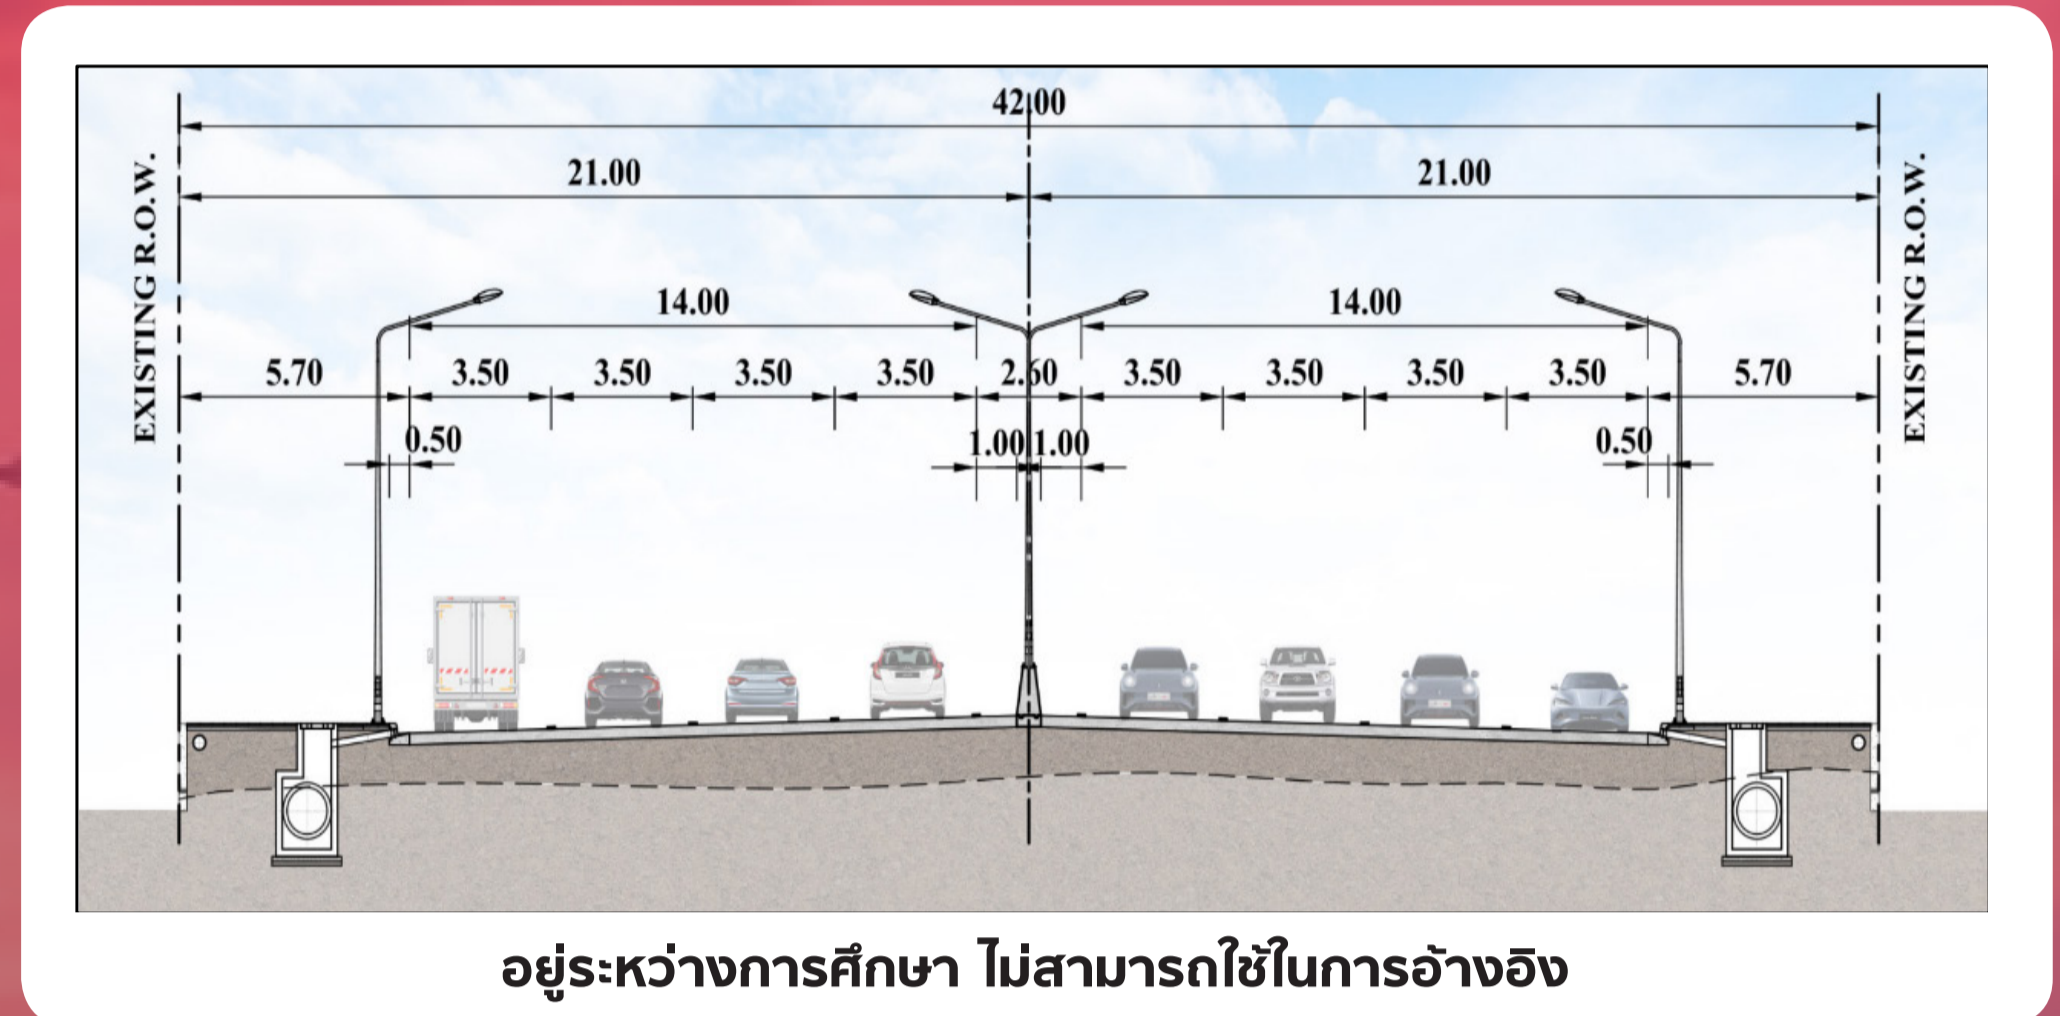 42.00
21.00 21.00
EXISTING R.O.W.
EXISTING R.O.W.
14.00 14.00
5.70 3.50 3.50 3.50 3.50 2.60 3.50 3.50 3.50 3.50 5.70
0.50 1.00 1.00 0.50
อยู่ระหว่างการศึกษา ไม่สามารถใช้ในการอ้างอิง